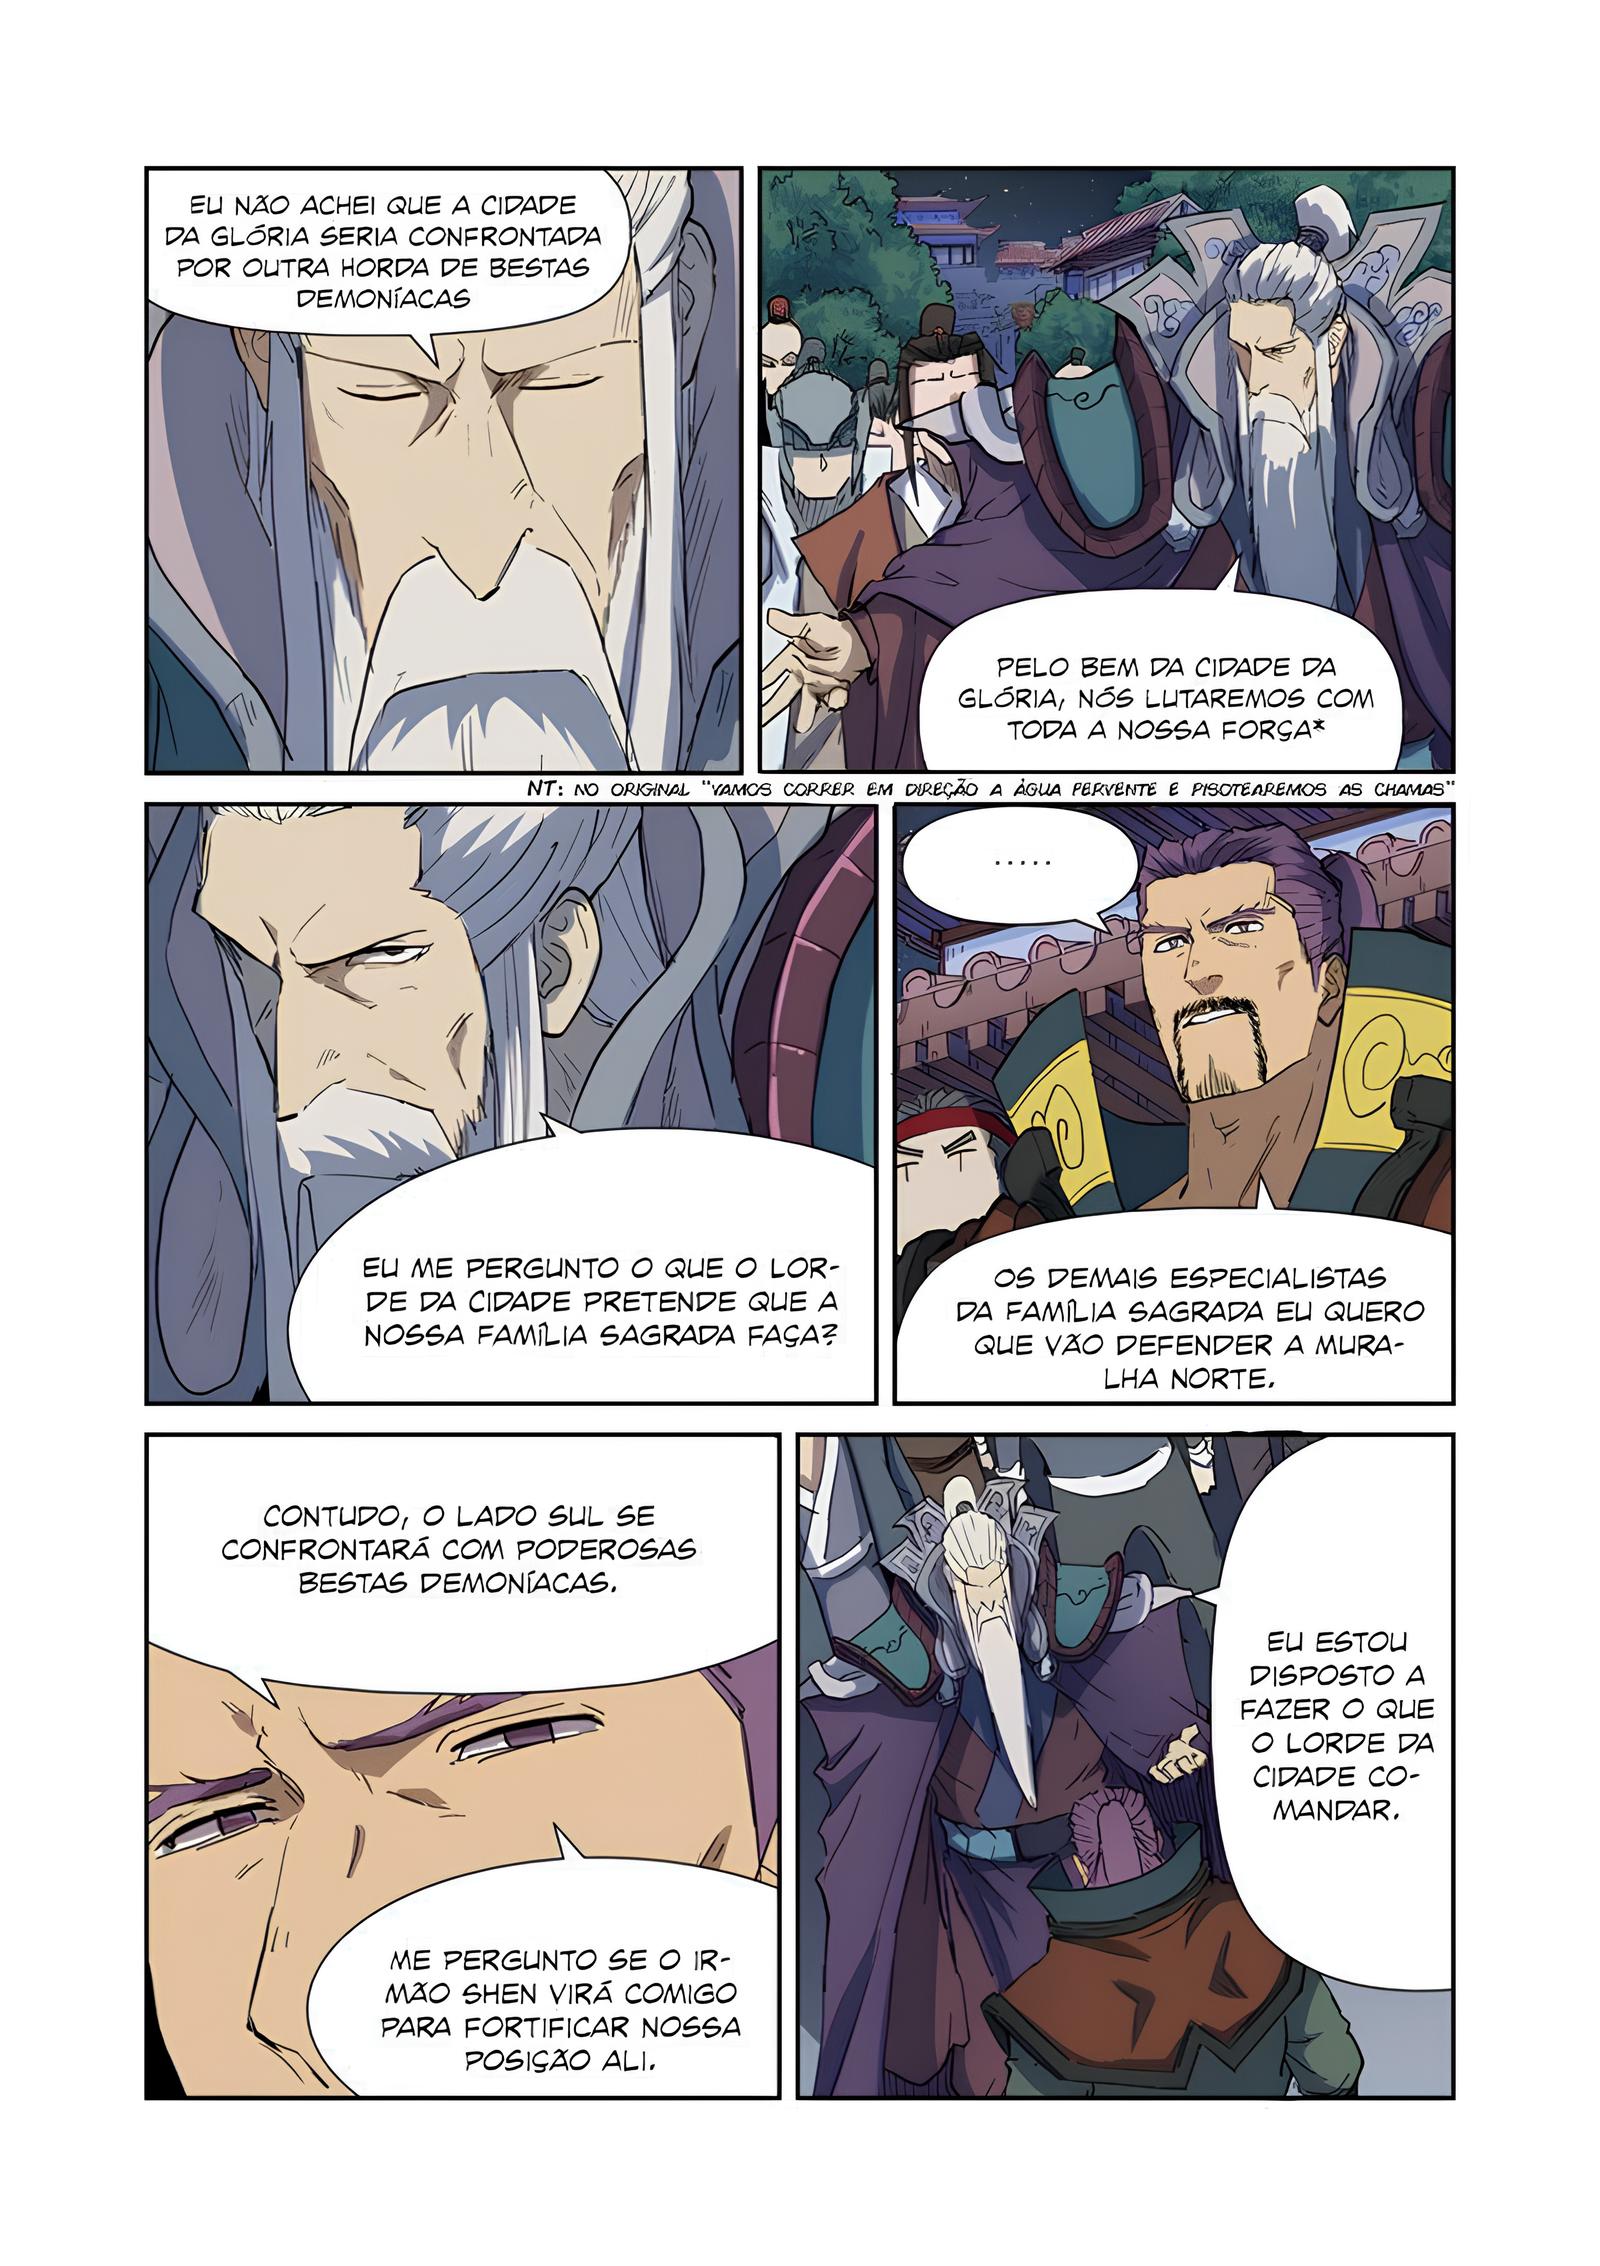 EU NÃO ACHEI QUE A CIDADE
DA GLÓRIA SERIA CONFRONTADA
POR OUTRA HORDA DE BESTAS
DEMONÍACAS
PELO BEM DA CIDADE DA
GLÓRIA, NÓS LUTAREMOS COM
TODA A NOSSA FORÇA*
NT: NO ORIGINAL "VAMOS CORRER EM DIREÇÃO A ÁGUA FERVENTE E PISOTEAREMOS AS CHAMAS"
EU ME PERGUNTO O QUE O LOR-
DE DA CIDADE PRETENDE QUE A
NOSSA FAMÍLIA SAGRADA FAÇA?
.....
OS DEMAIS ESPECIALISTAS
DA FAMÍLIA SAGRADA EU QUERO
QUE VÃO DEFENDER A MURA-
LHA NORTE.
CONTUDO, O LADO SUL SE
CONFRONTARÁ COM PODEROSAS
BESTAS DEMONÍACAS.
ME PERGUNTO SE O IR-
MÃO SHEN VIRÁ COMIGO
PARA FORTIFICAR NOSSA
POSIÇÃO ALI.
EU ESTOU
DISPOSTO A
FAZER O QUE
O LORDE DA
CIDADE CO-
MANDAR.